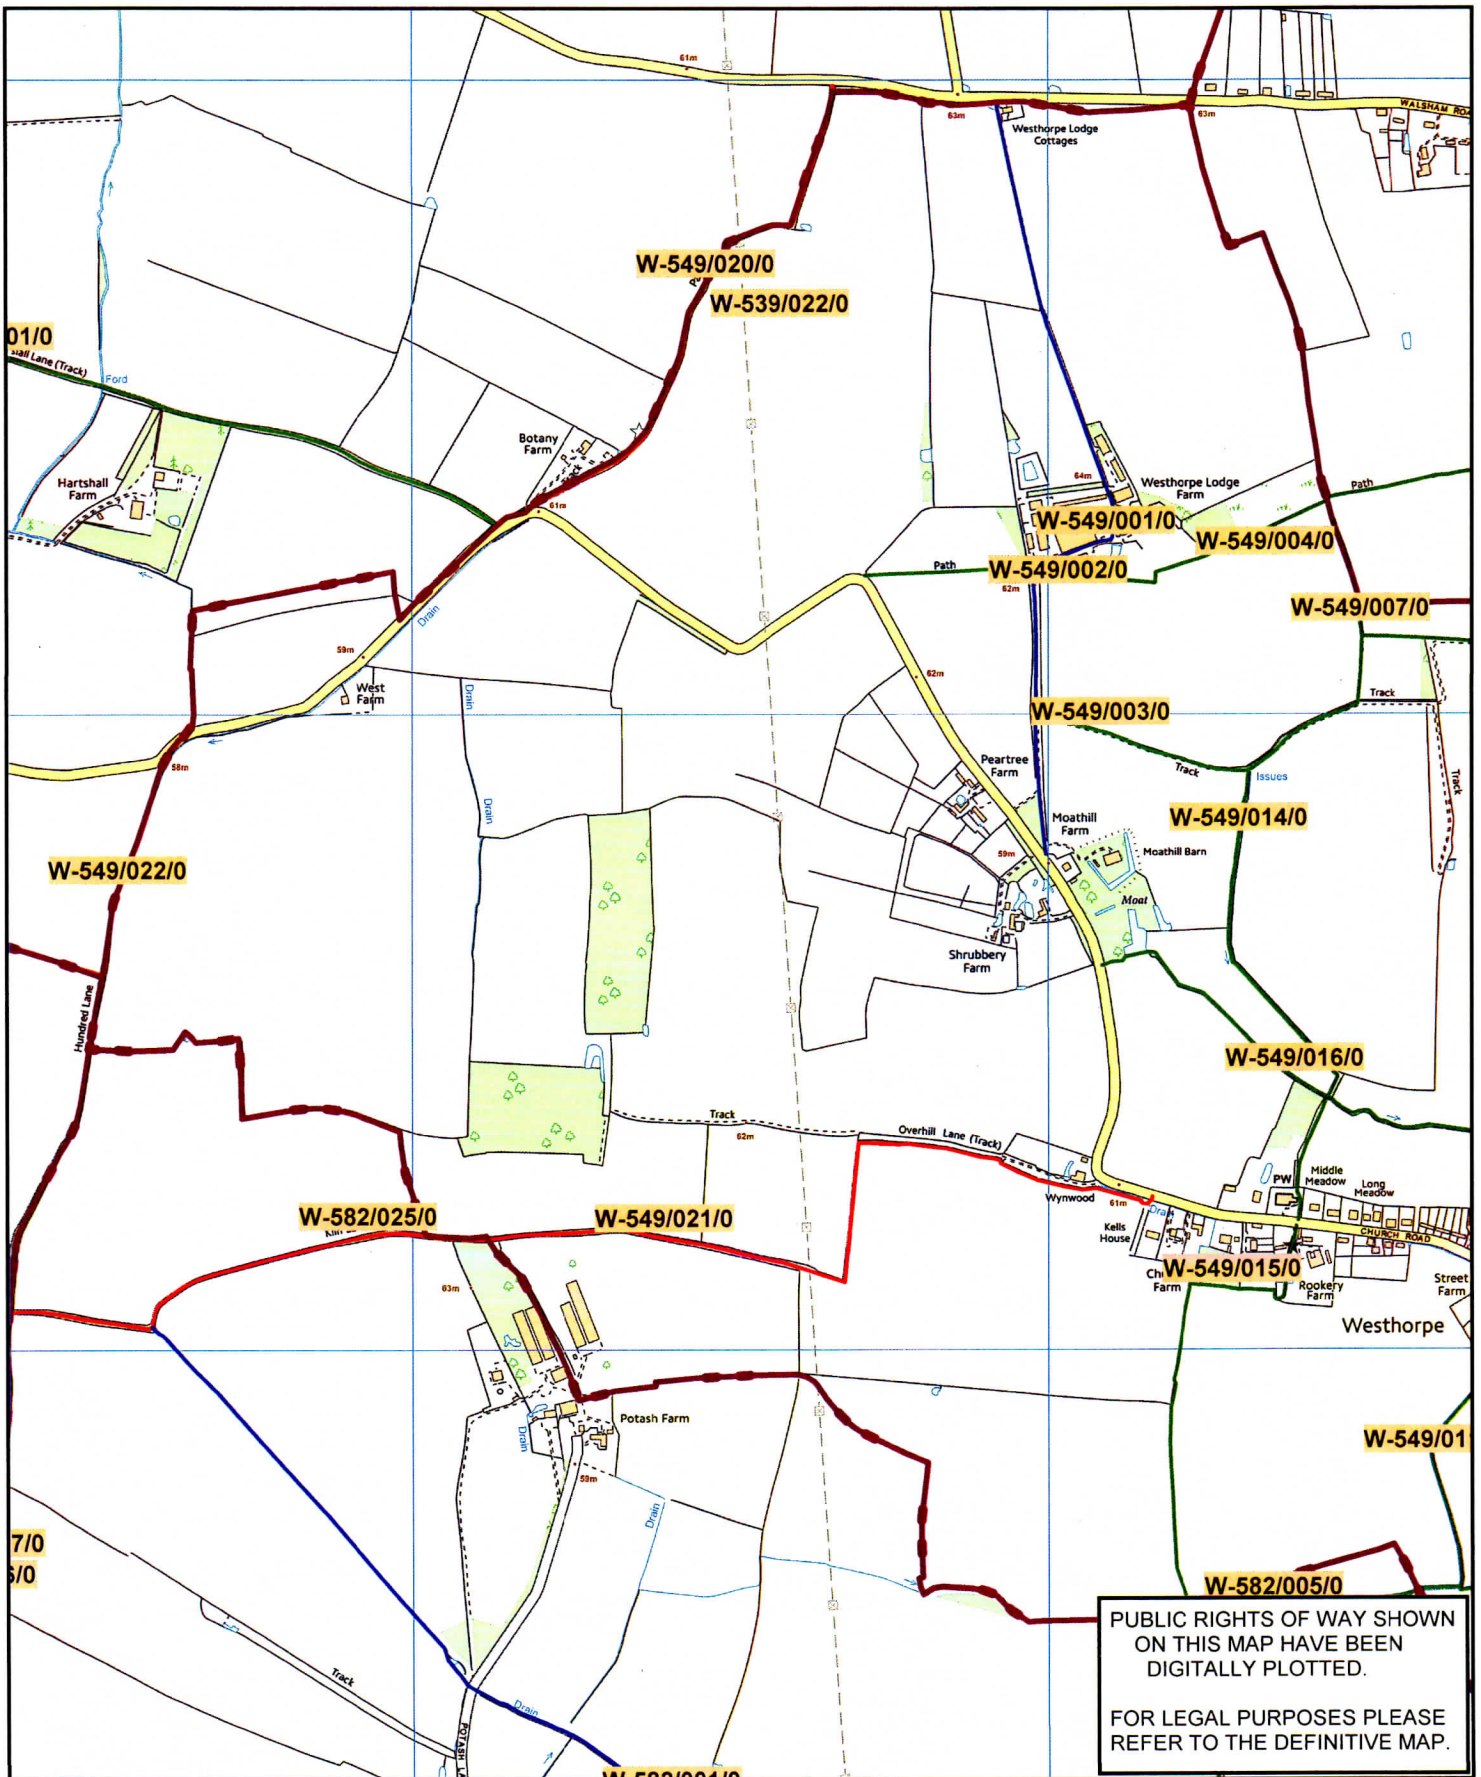 61m
63m
Westhorpe Lodge
Cottages
63m
WALSHAM
W-549/020/0
W-539/022/0
01/0
Lane (Track)
Ford
Botany
Farm
Track
61m
Hartshall
Farm
64m
Westhorpe Lodge
Farm
Path
W-549/001/0
W-549/004/0
Path
W-549/002/0
62m
W-549/007/0
Drain
59m
West
Farm
Drain
62m
Track
W-549/003/0
Track
Issues
Track
58m
Peartree
Farm
Drain
Moathill
Farm
W-549/014/0
59m
Moathill Barn
W-549/022/0
Moat
Shrubbery
Farm
Hundred Lane
W-549/016/0
Track
62m
Overhill Lane (Track)
Wynwood
61m
PW
Middle
Meadow
Long
Meadow
W-582/025/0
W-549/021/0
Kells
House
CHURCH ROAD
W-549/015/0
Farm
Rookery
Farm
Street
Farm
63m
Westhorpe
Potash Farm
Drain
59m
W-549/01
Drain
7/0
W-582/005/0
Track
Drain
POTASH
PUBLIC RIGHTS OF WAY SHOWN
ON THIS MAP HAVE BEEN
DIGITALLY PLOTTED.
FOR LEGAL PURPOSES PLEASE
REFER TO THE DEFINITIVE MAP.